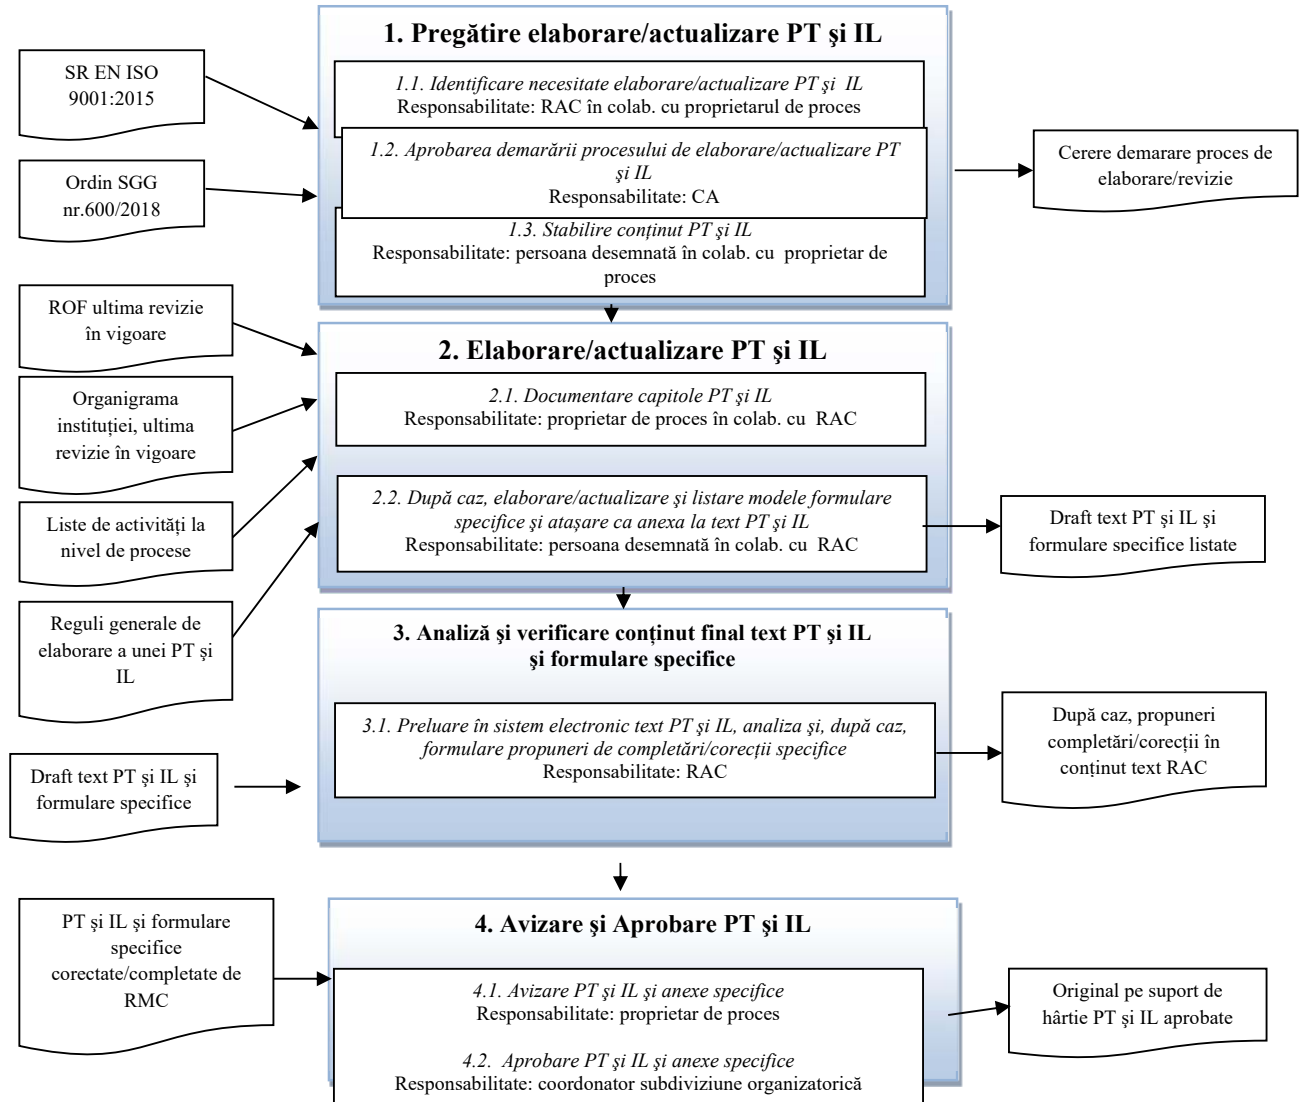 1. Pregătire elaborare/actualizare PT şi IL
SR EN ISO
9001:2015
1.1. Identificare necesitate elaborare/actualizare PT şi IL
Responsabilitate: RAC în colab. cu proprietarul de proces
1.2. Aprobarea demarării procesului de elaborare/actualizare PT
şi IL
Responsabilitate: CA
Ordin SGG
nr.600/2018
Cerere demarare proces de
elaborare/revizie
1.3. Stabilire conținut PT şi IL
Responsabilitate: persoana desemnată în colab. cu proprietar de
proces
ROF ultima revizie
în vigoare
2. Elaborare/actualizare PT şi IL
Organigrama
instituției, ultima
revizie în vigoare
2.1. Documentare capitole PT şi IL
Responsabilitate: proprietar de proces în colab. cu RAC
Liste de activități la
nivel de procese
2.2. După caz, elaborare/actualizare şi listare modele formulare
specifice şi ataşare ca anexa la text PT şi IL
Responsabilitate: persoana desemnată în colab. cu RAC
Draft text PT şi IL şi
formulare specifice listate
Reguli generale de
elaborare a unei PT şi
IL
3. Analiză şi verificare conținut final text PT şi IL
şi formulare specifice
3.1. Preluare în sistem electronic text PT şi IL, analiza şi, după caz,
formulare propuneri de completări/corecții specifice
Responsabilitate: RAC
După caz, propuneri
completări/corecții în
conținut text RAC
Draft text PT şi IL şi
formulare specifice
4. Avizare şi Aprobare PT şi IL
PT şi IL şi formulare
specifice
corectate/completate de
RMC
4.1. Avizare PT şi IL şi anexe specifice
Responsabilitate: proprietar de proces
4.2. Aprobare PT şi IL şi anexe specifice
Responsabilitate: coordonator subdiviziune organizatorică
Original pe suport de
hârtie PT şi IL aprobate